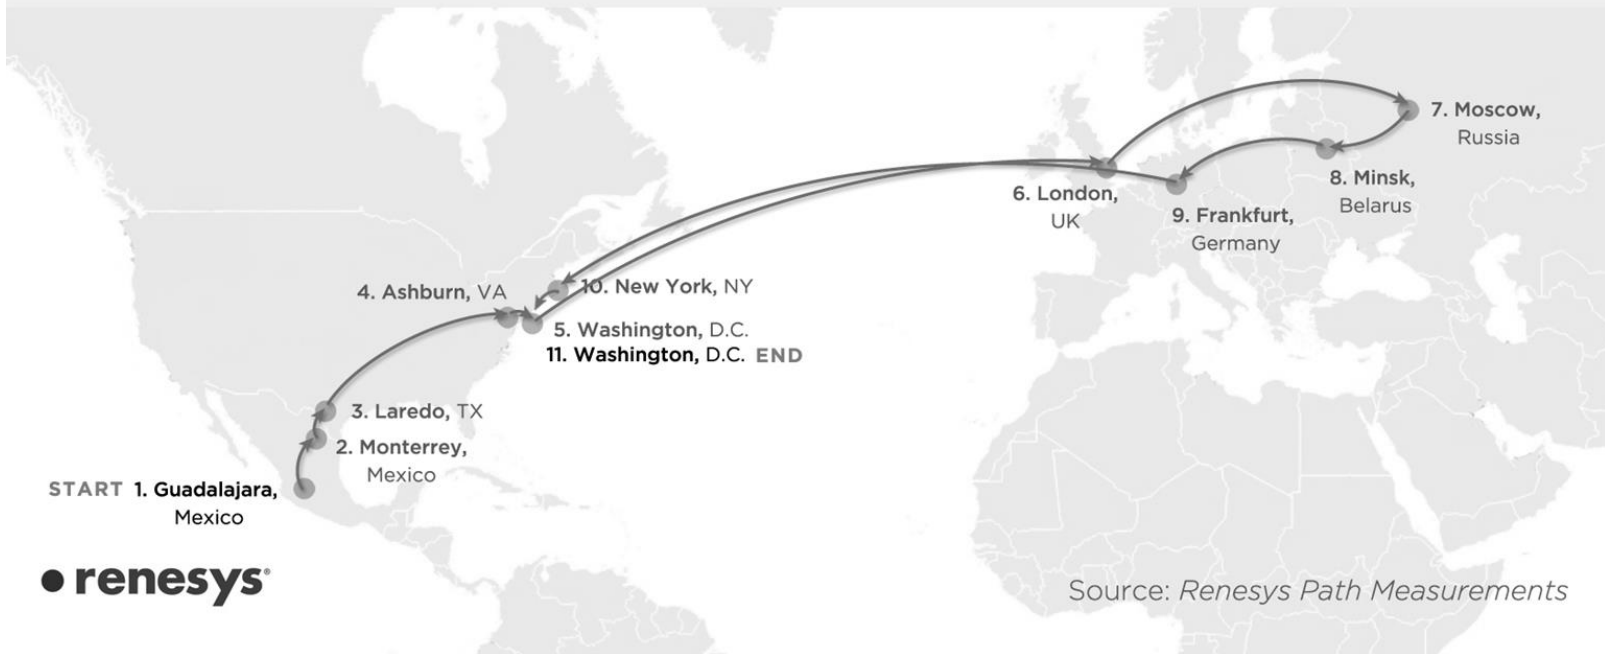 7. Moscow,
Russia
8. Minsk,
Belarus
6. London,
UK
9. Frankfurt,
Germany
4. Ashburn, VA
10. New York, NY
5. Washington, D.C.
11. Washington, D.C. END
3. Laredo, TX
2. Monterrey,
Mexico
START 1. Guadalajara,
Mexico
renesys®
Source: Renesys Path Measurements